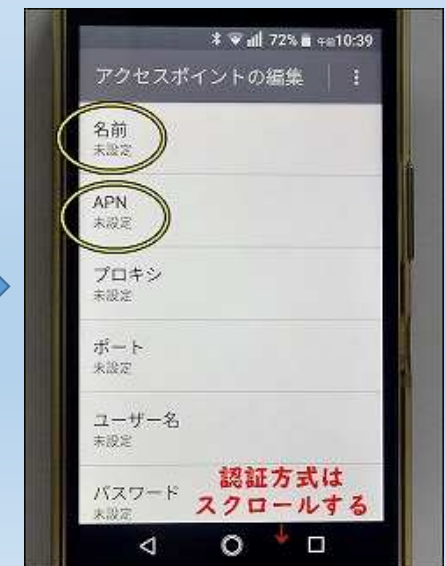 72% 午前10:39
アクセスポイントの編集
名前
未設定
APN
未設定
プロキシ
未設定
ポート
未設定
ユーザー名
未設定
パスワード
未設定
認証方式は
スクロールする